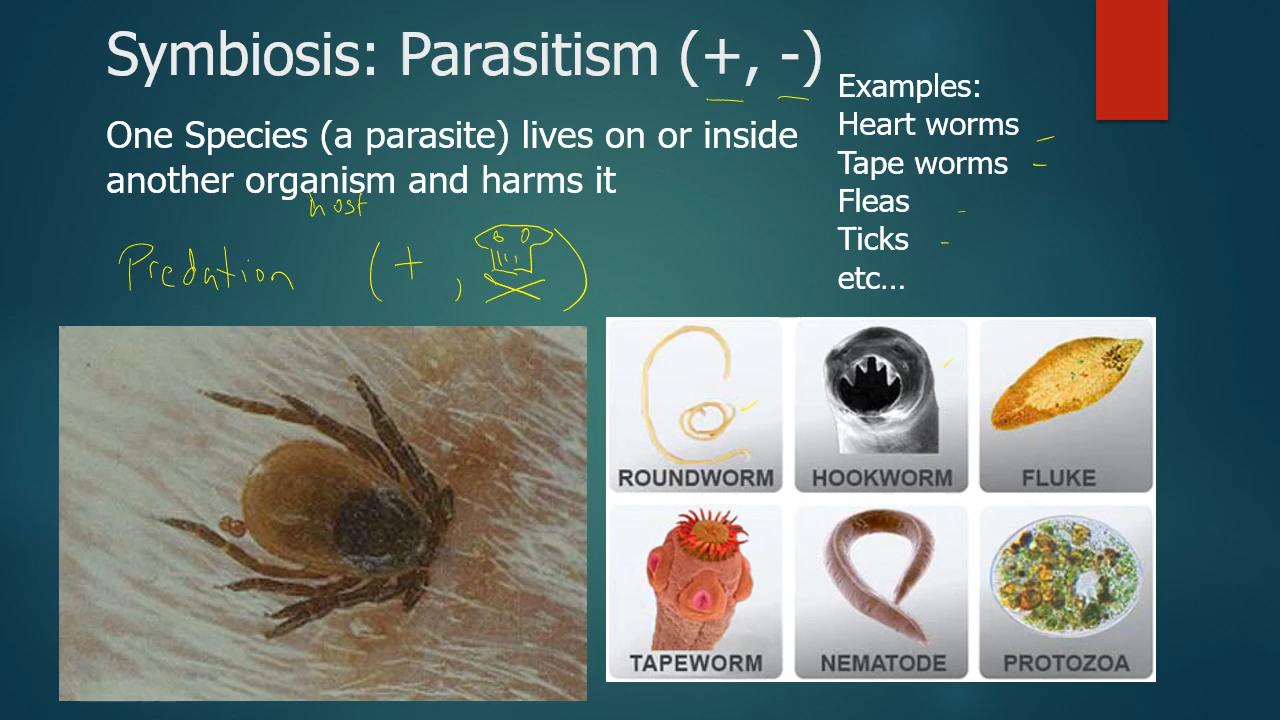 Symbiosis: Parasitism (+, -)
One Species (a parasite) lives on or inside
another organism and harms it
host
Predation ( + , )
Examples:
Heart worms
Tape worms
Fleas
Ticks
etc...
ROUNDWORM
HOOKWORM
FLUKE
TAPEWORM
NEMATODE
PROTOZOA